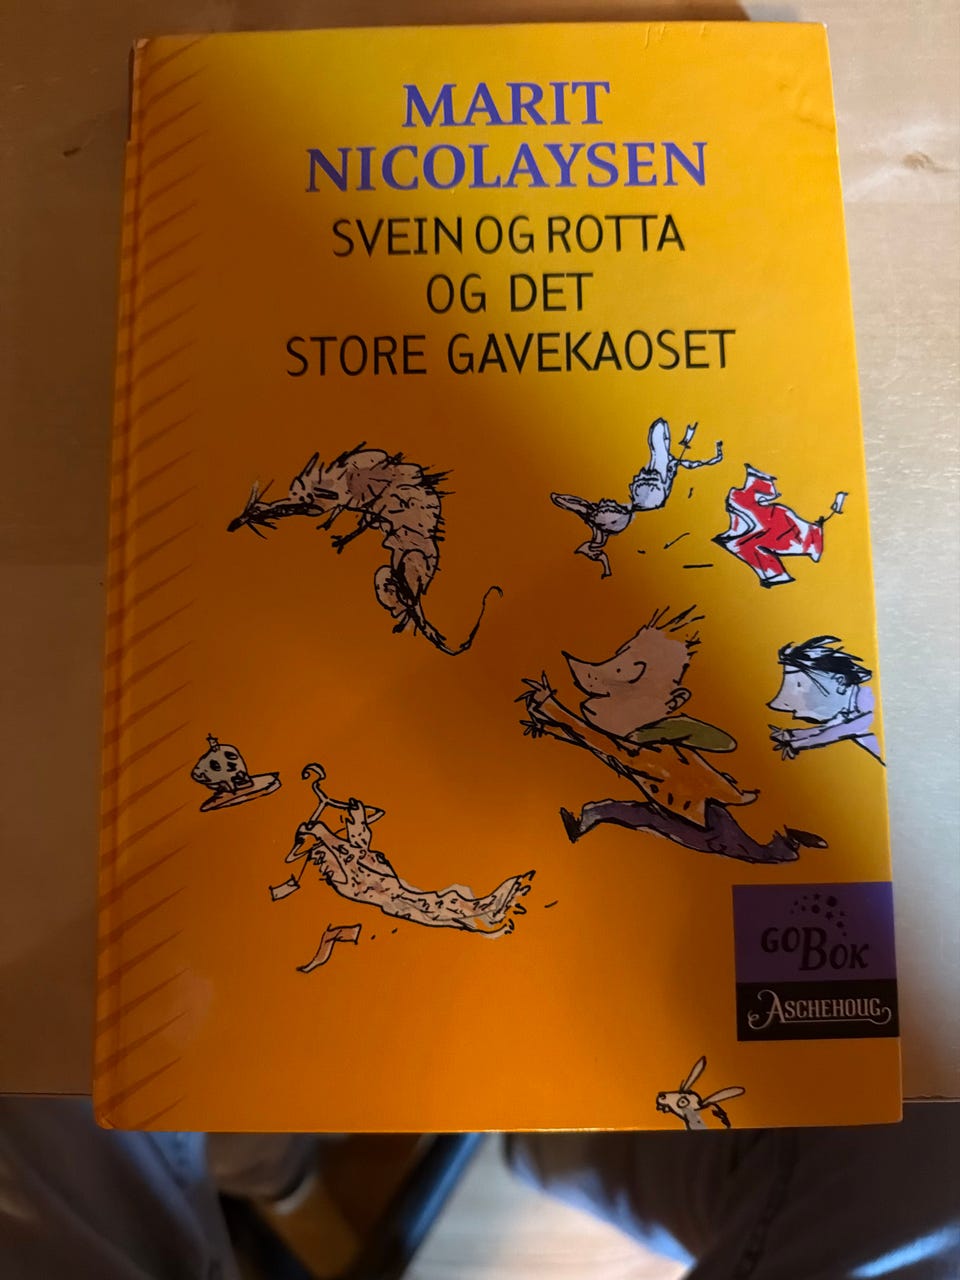 MARIT
NICOLAYSEN
SVEIN OG ROTTA
OG DET
STORE GAVEKAOSET
GO BOK
ASCHEHOUG